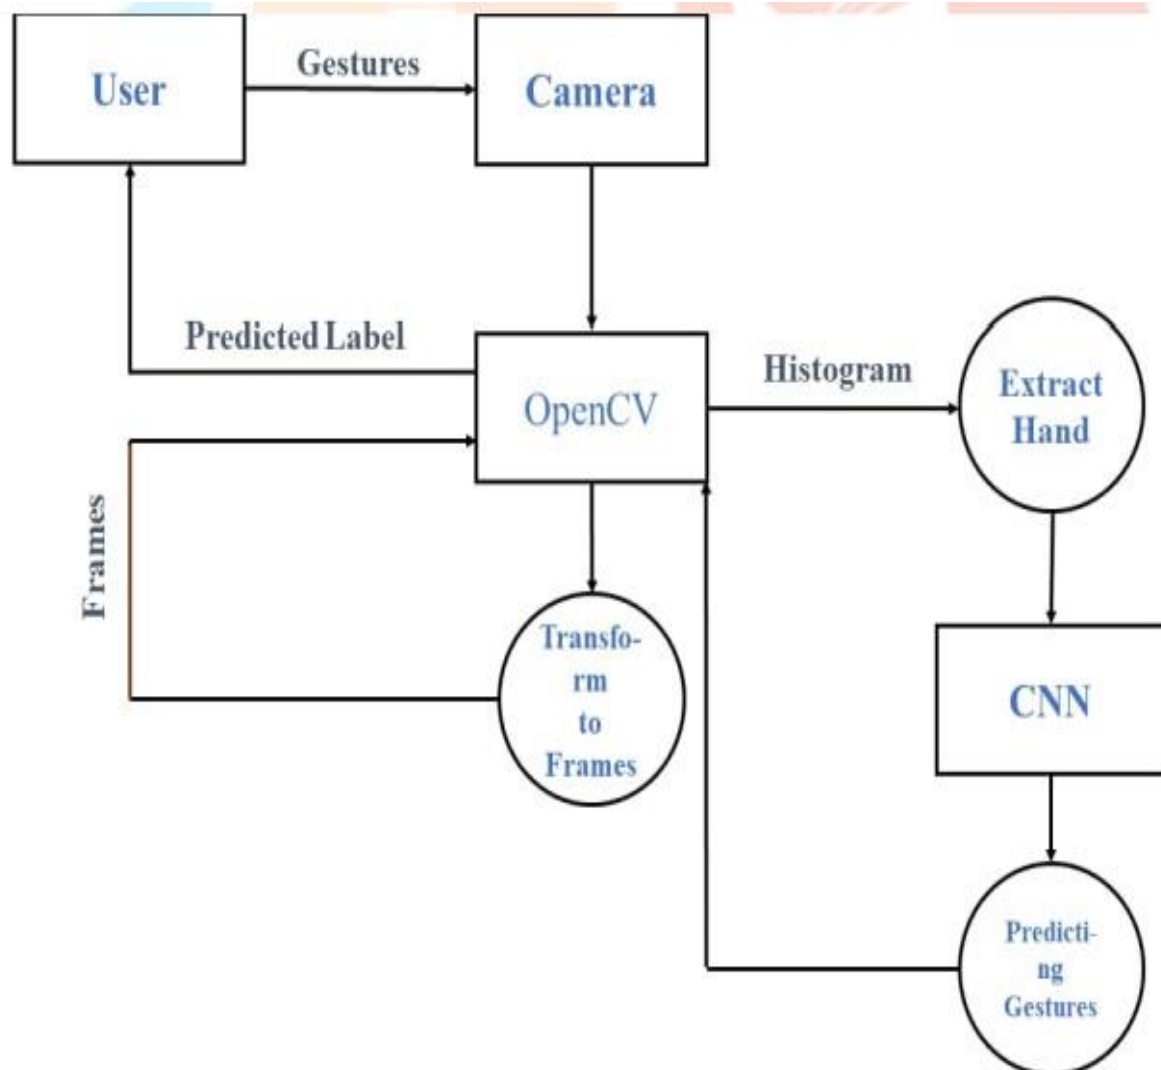 User
Gestures
Camera
Predicted Label
OpenCV
Histogram
Extract
Hand
Frames
Transfo-
rm
to
Frames
CNN
Predicti-
ng
Gestures